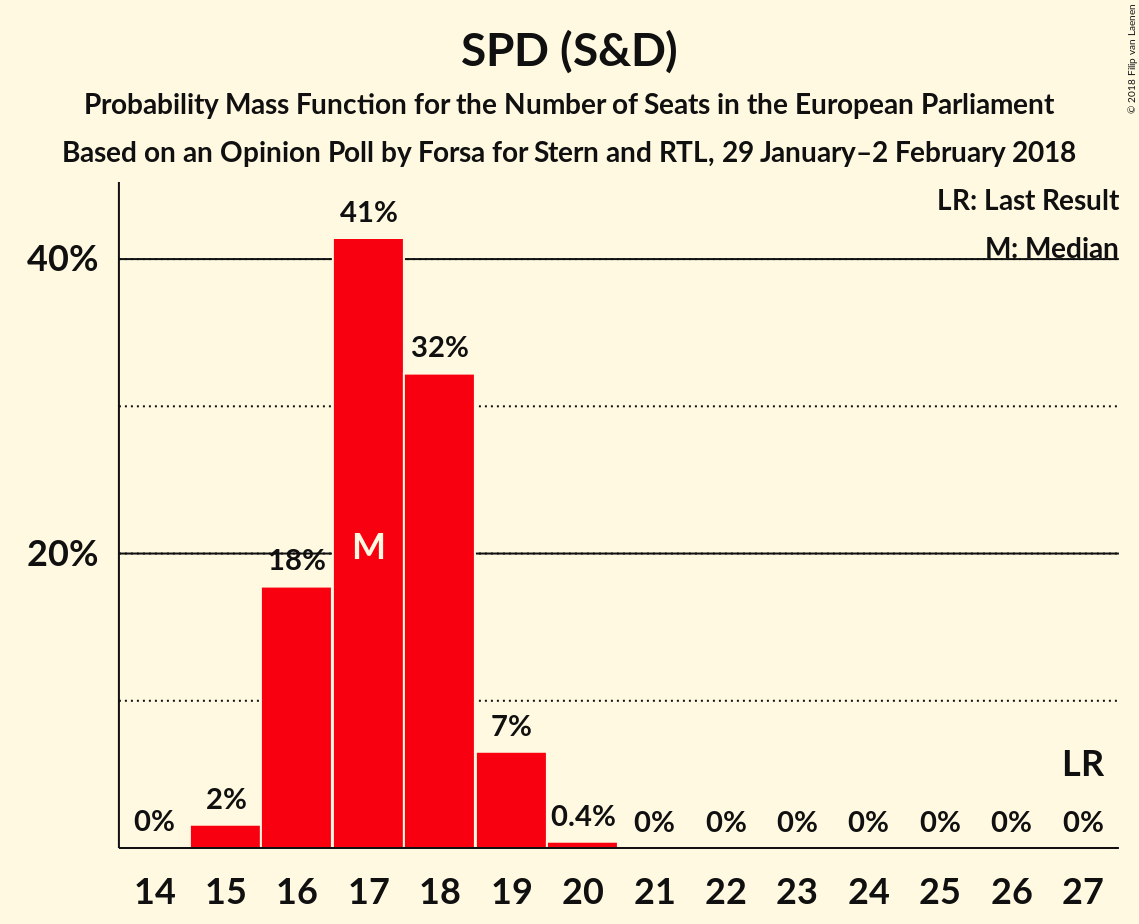 SPD (S&D)
Probability Mass Function for the Number of Seats in the European Parliament
Based on an Opinion Poll by Forsa for Stern and RTL, 29 January–2 February 2018
© 2018 Filip van Laenen
LR: Last Result
M: Median
40%
20%
0%
2%
18%
41%
M
32%
7%
0.4%
0%
0%
0%
0%
0%
0%
LR
0%
14 15 16 17 18 19 20 21 22 23 24 25 26 27